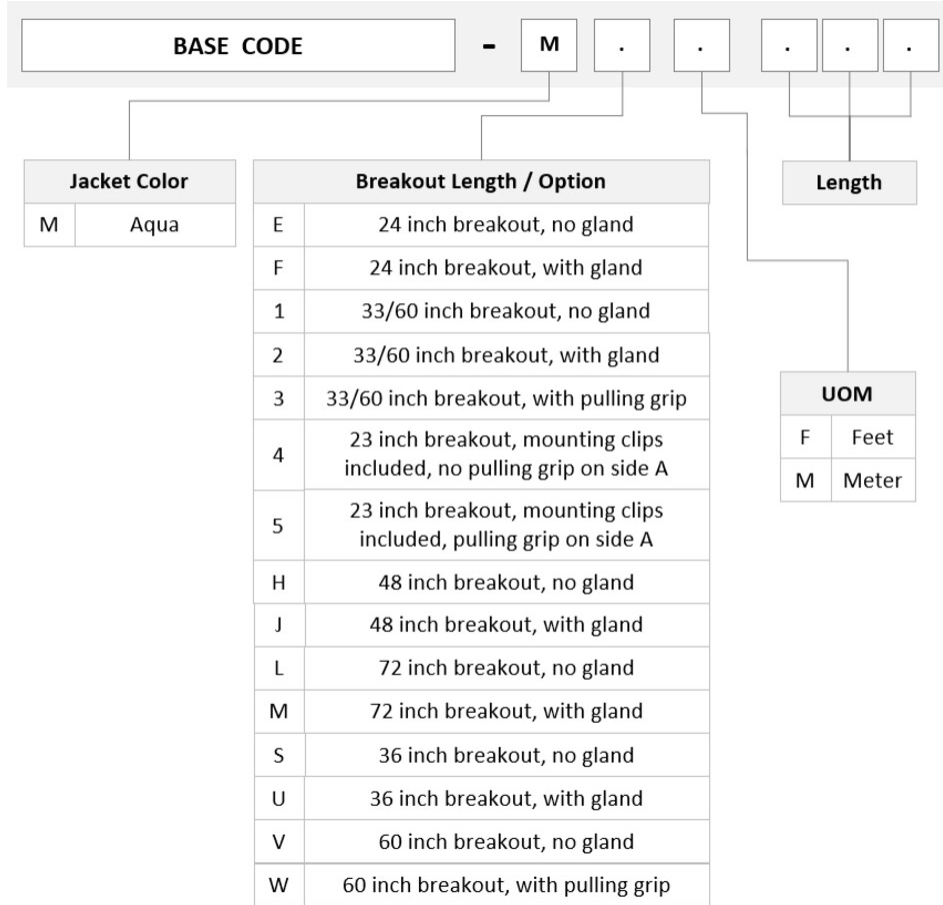 BASE CODE - M . . . . .
Jacket Color
M Aqua
Breakout Length / Option
E 24 inch breakout, no gland
F 24 inch breakout, with gland
1 33/60 inch breakout, no gland
2 33/60 inch breakout, with gland
3 33/60 inch breakout, with pulling grip
4 23 inch breakout, mounting clips
included, no pulling grip on side A
5 23 inch breakout, mounting clips
included, pulling grip on side A
H 48 inch breakout, no gland
J 48 inch breakout, with gland
L 72 inch breakout, no gland
M 72 inch breakout, with gland
S 36 inch breakout, no gland
U 36 inch breakout, with gland
V 60 inch breakout, no gland
W 60 inch breakout, with pulling grip
Length
UOM
F Feet
M Meter